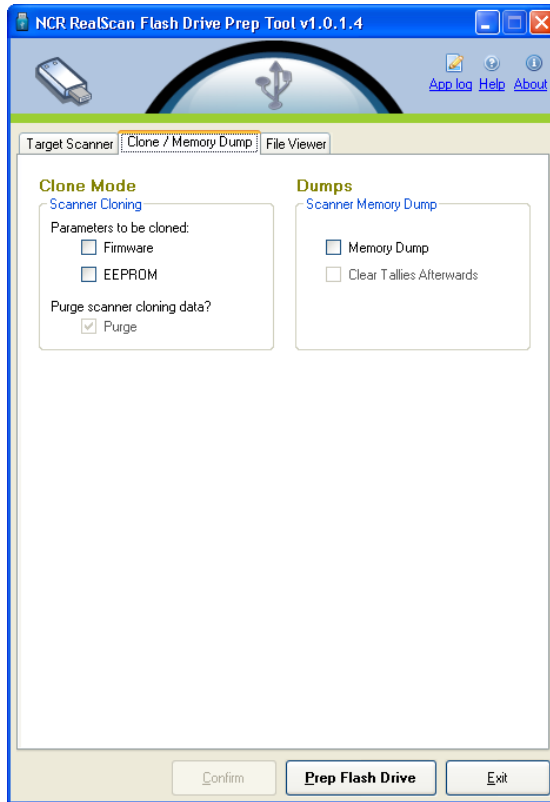 NCR RealScan Flash Drive Prep Tool v1.0.1.4
App log Help About
Target Scanner Clone / Memory Dump File Viewer
Clone Mode
Scanner Cloning
Parameters to be cloned:
Firmware
EEPROM
Purge scanner cloning data?
Purge
Dumps
Scanner Memory Dump
Memory Dump
Clear Tallies Afterwards
Confirm Prep Flash Drive Exit